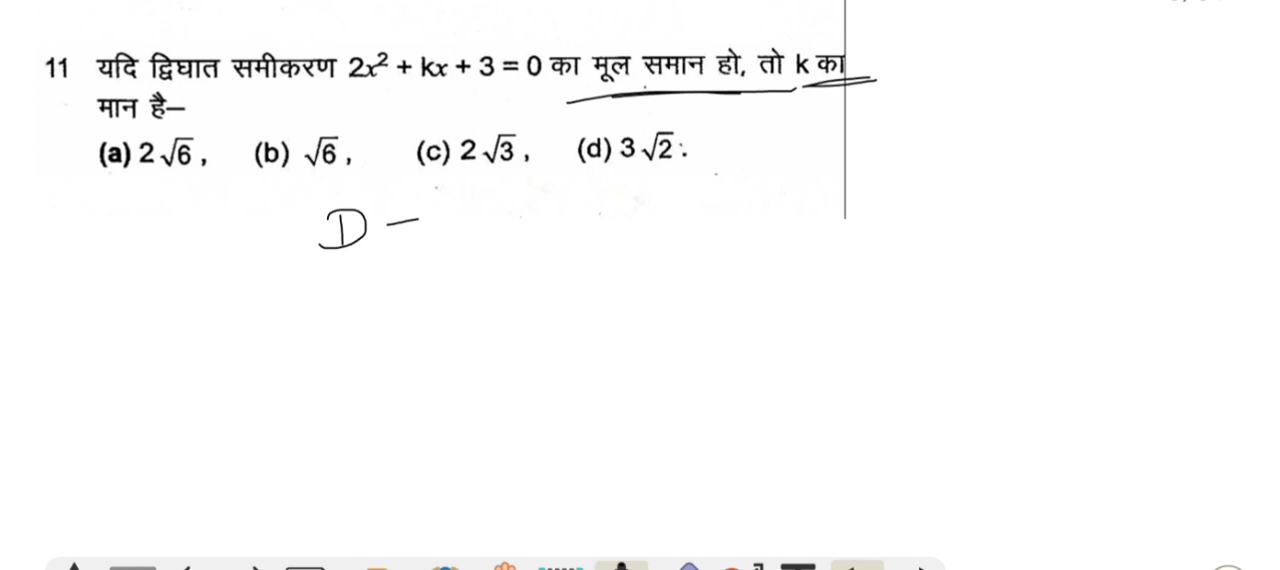 11 यदि द्विघात समीकरण 2x² + kx + 3 = 0 का मूल समान हो, तो k का
मान है–
(a) 2√6, (b) √6, (c) 2√3, (d) 3√2.
D –